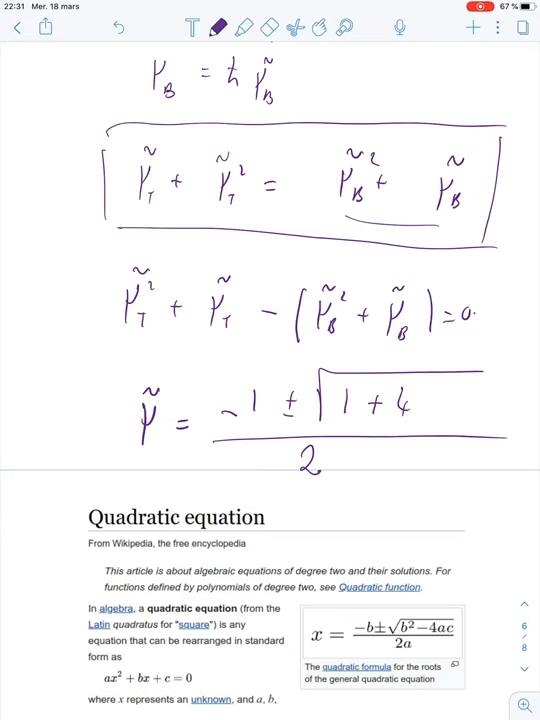 22:31 Mer. 18 mars 67 %
μ_B = ℏ μ̃_B
μ̃_T + μ̃_T² = μ̃_B² + μ̃_B
μ̃_T² + μ̃_T − (μ̃_B² + μ̃_B) = 0.
μ̃ = (−1 ± √(1 + 4)) / 2
Quadratic equation
From Wikipedia, the free encyclopedia
This article is about algebraic equations of degree two and their solutions. For
functions defined by polynomials of degree two, see Quadratic function.
In algebra, a quadratic equation (from the
Latin quadratus for "square") is any
equation that can be rearranged in standard
form as
ax² + bx + c = 0
where x represents an unknown, and a, b,
x = (−b±√(b²−4ac)) / 2a
The quadratic formula for the roots
of the general quadratic equation
6
8